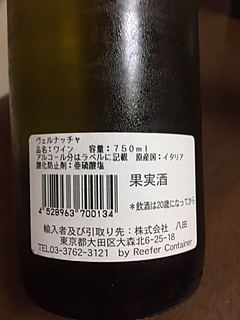 ヴェルナッチャ
品名:ワイン　容量:750ml
アルコール分はラベルに記載　原産国:イタリア
酸化防止剤:亜硫酸塩
果実酒
4 528963 700134
*飲酒は20歳になってから
輸入者及び引取り先:株式会社　八田
東京都大田区大森北6-25-18
TEL03-3762-3121　by Reefer Container